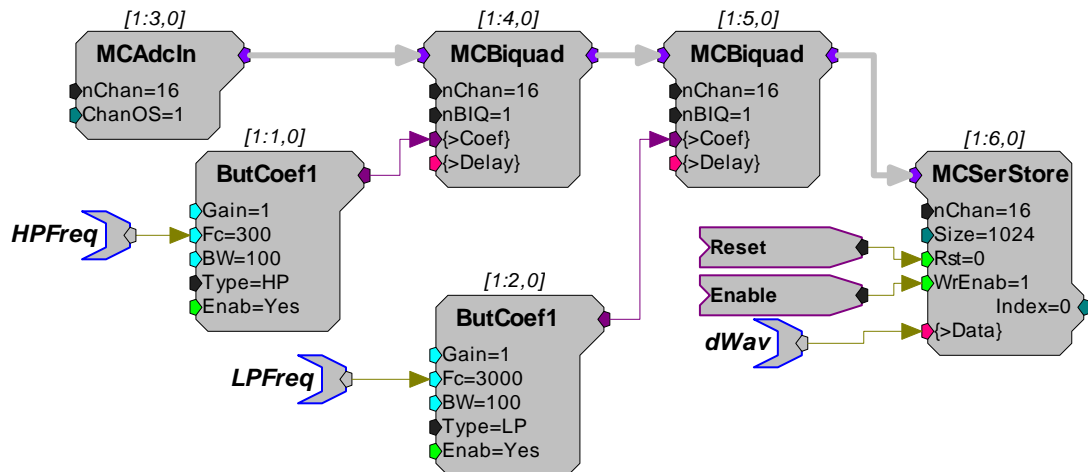 [1:3,0]
MCAdcIn
nChan=16
ChanOS=1
[1:4,0]
MCBiquad
nChan=16
nBIQ=1
{>Coef}
{>Delay}
[1:5,0]
MCBiquad
nChan=16
nBIQ=1
{>Coef}
{>Delay}
[1:1,0]
ButCoef1
Gain=1
Fc=300
BW=100
Type=HP
Enab=Yes
HPFreq
[1:2,0]
ButCoef1
Gain=1
Fc=3000
BW=100
Type=LP
Enab=Yes
LPFreq
[1:6,0]
MCSerStore
nChan=16
Size=1024
Rst=0
WrEnab=1
Index=0
{>Data}
Reset
Enable
dWav